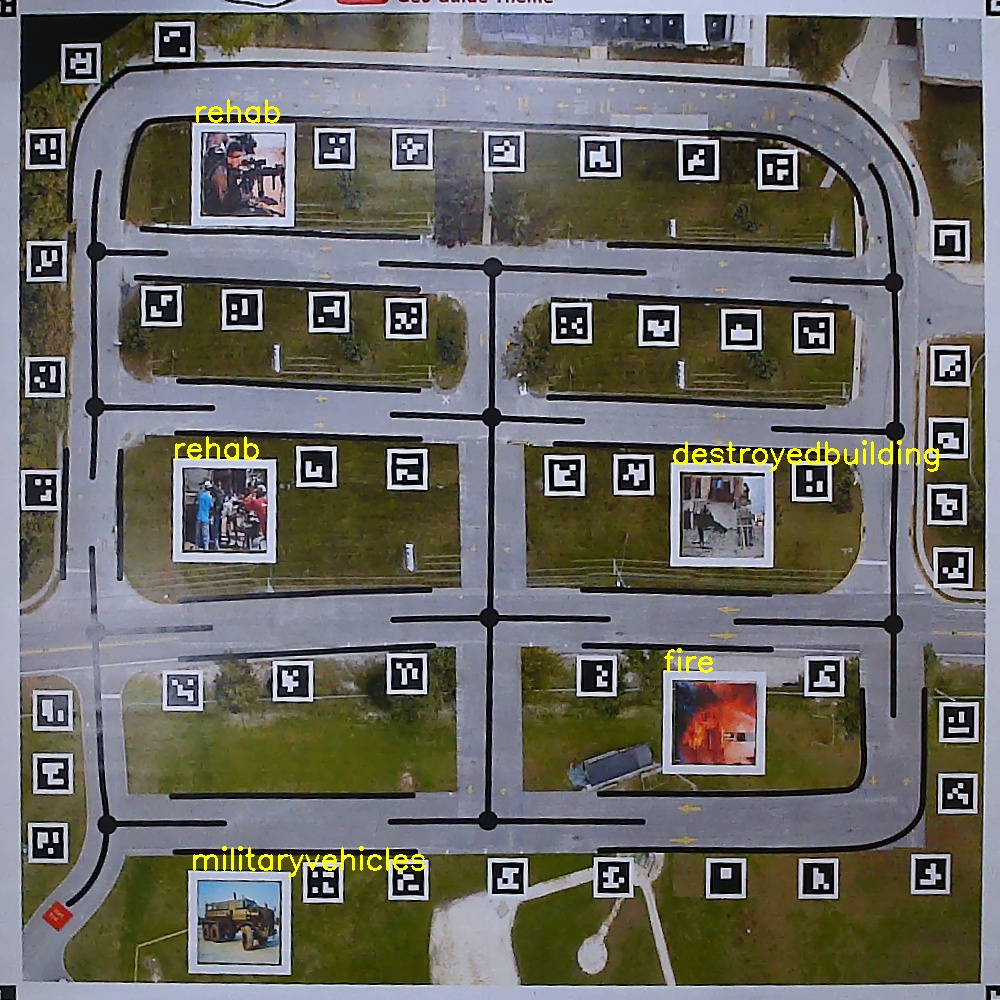 Geo Guide Theme
rehab
rehab
destroyedbuilding
fire
militaryvehicles